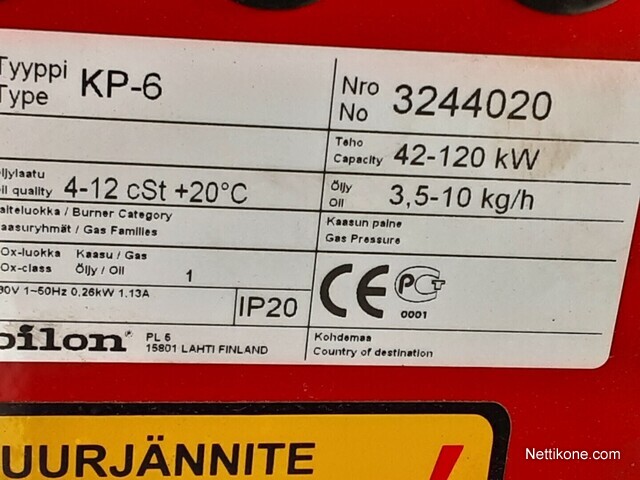 Tyyppi
Type KP-6
Nro
No 3244020
Teho
Capacity 42-120 kW
ljylaatu
il quality 4-12 cSt +20°C
Öljy
Oil 3,5-10 kg/h
aiteluokka / Burner Category
aasuryhmät / Gas Families
Kaasun paine
Gas Pressure
Ox-luokka Kaasu / Gas
Ox-class Öljy / Oil 1
30V 1~50Hz 0,26kW 1.13A
IP20
CE PCT
0001
oilon®
PL 5
15801 LAHTI FINLAND
Kohdemaa
Country of destination
UURJÄNNITE
Nettikone.com